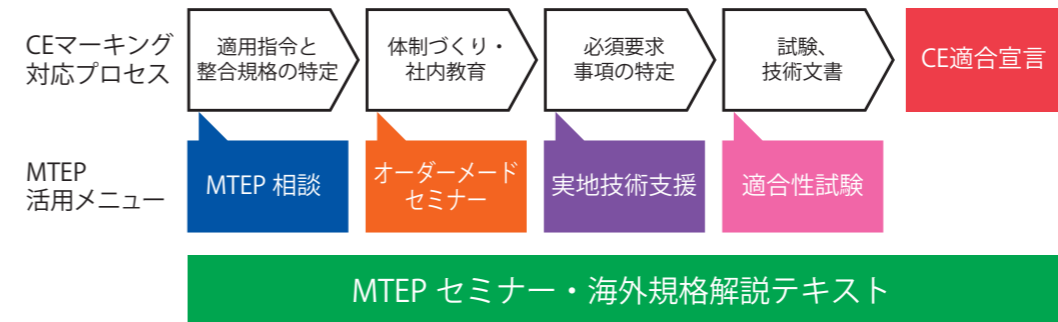 CEマーキング
対応プロセス
適用指令と
整合規格の特定
体制づくり・
社内教育
必須要求
事項の特定
試験、
技術文書
CE適合宣言
MTEP
活用メニュー
MTEP 相談
オーダーメード
セミナー
実地技術支援
適合性試験
MTEP セミナー・海外規格解説テキスト